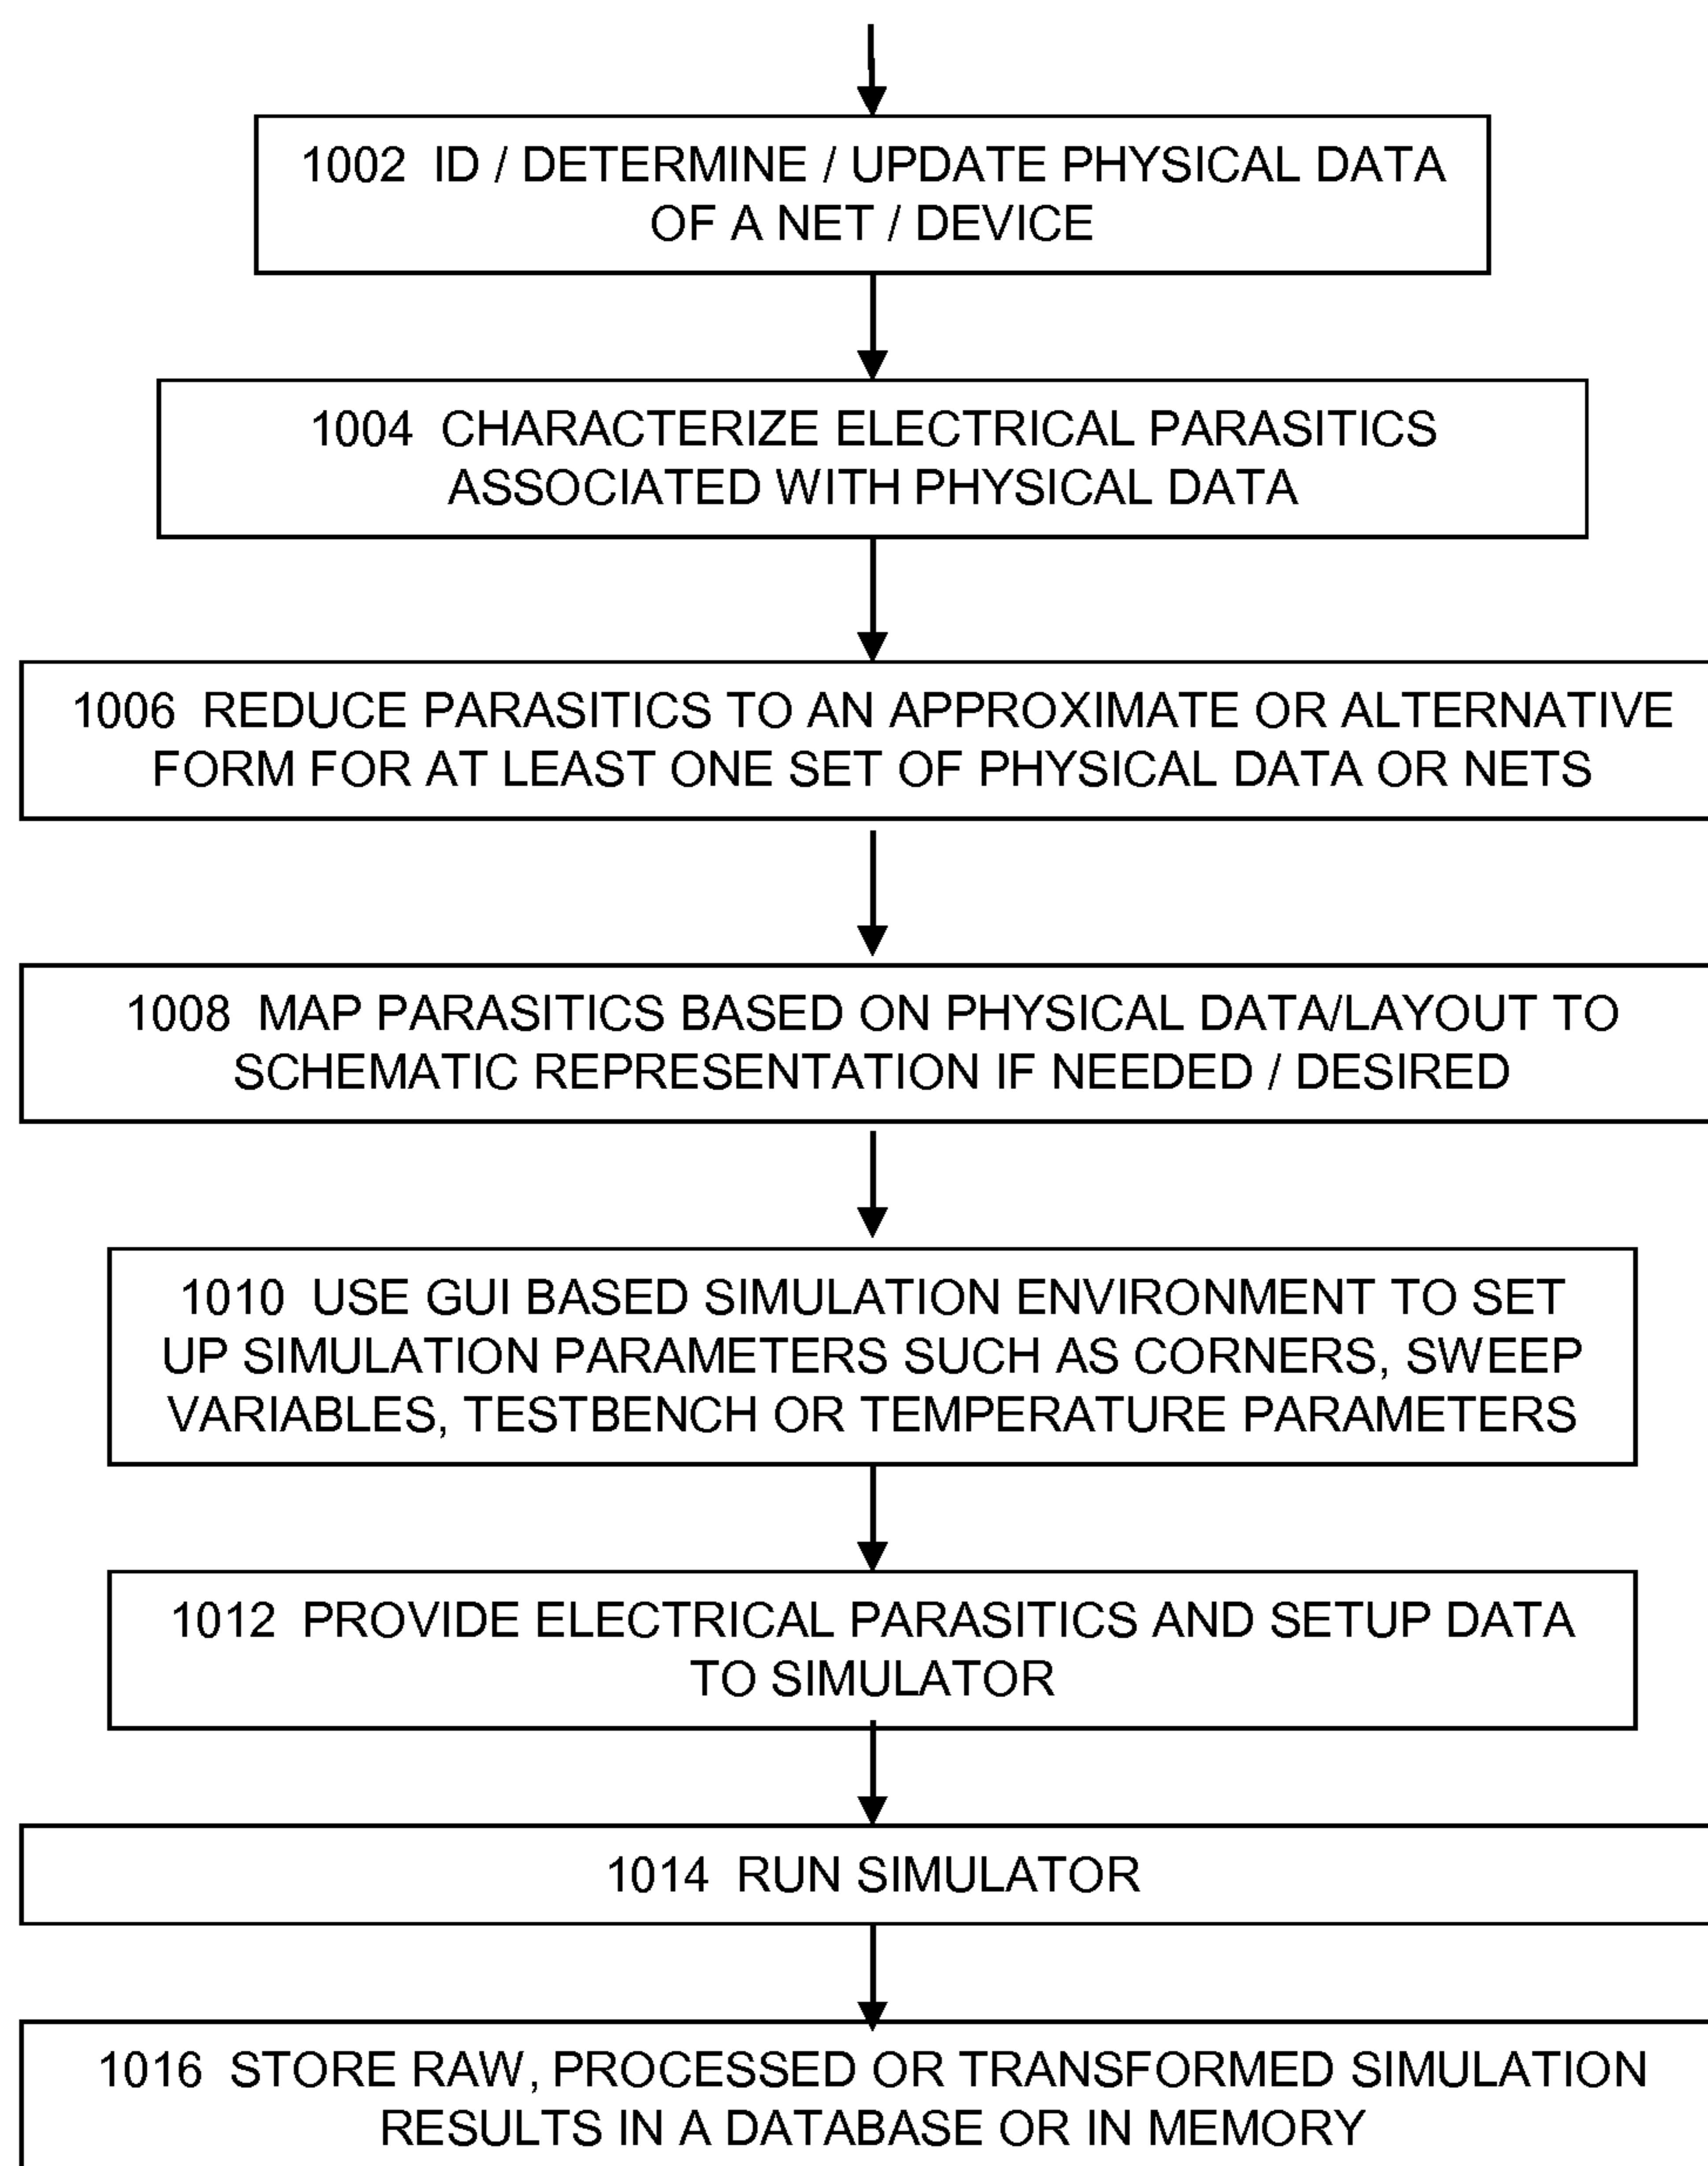 1002 ID / DETERMINE / UPDATE PHYSICAL DATA
OF A NET / DEVICE
1004 CHARACTERIZE ELECTRICAL PARASITICS
ASSOCIATED WITH PHYSICAL DATA
1006 REDUCE PARASITICS TO AN APPROXIMATE OR ALTERNATIVE
FORM FOR AT LEAST ONE SET OF PHYSICAL DATA OR NETS
1008 MAP PARASITICS BASED ON PHYSICAL DATA/LAYOUT TO
SCHEMATIC REPRESENTATION IF NEEDED / DESIRED
1010 USE GUI BASED SIMULATION ENVIRONMENT TO SET
UP SIMULATION PARAMETERS SUCH AS CORNERS, SWEEP
VARIABLES, TESTBENCH OR TEMPERATURE PARAMETERS
1012 PROVIDE ELECTRICAL PARASITICS AND SETUP DATA
TO SIMULATOR
1014 RUN SIMULATOR
1016 STORE RAW, PROCESSED OR TRANSFORMED SIMULATION
RESULTS IN A DATABASE OR IN MEMORY